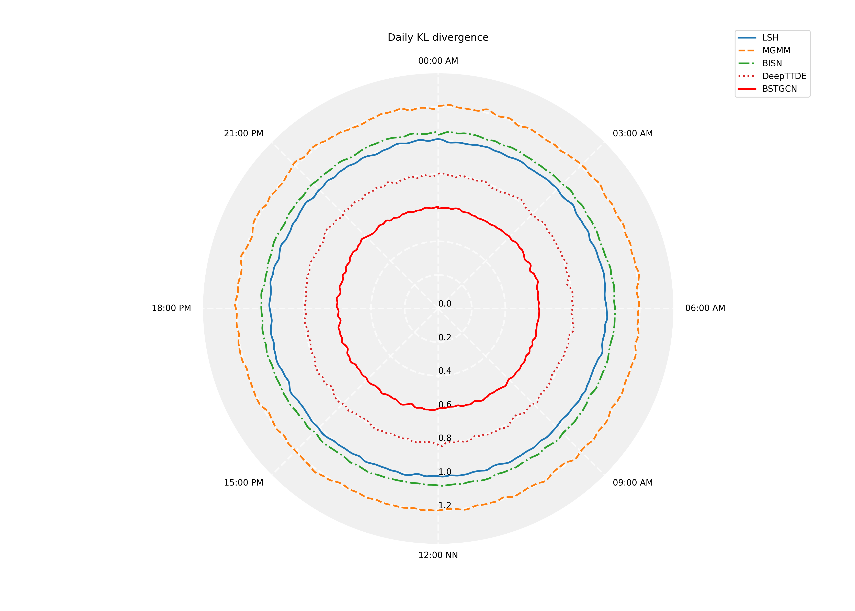 Daily KL divergence
00:00 AM
03:00 AM
06:00 AM
09:00 AM
12:00 NN
15:00 PM
18:00 PM
21:00 PM
0.0
0.2
0.4
0.6
0.8
1.0
1.2
LSH
MGMM
BISN
DeepTTDE
BSTGCN